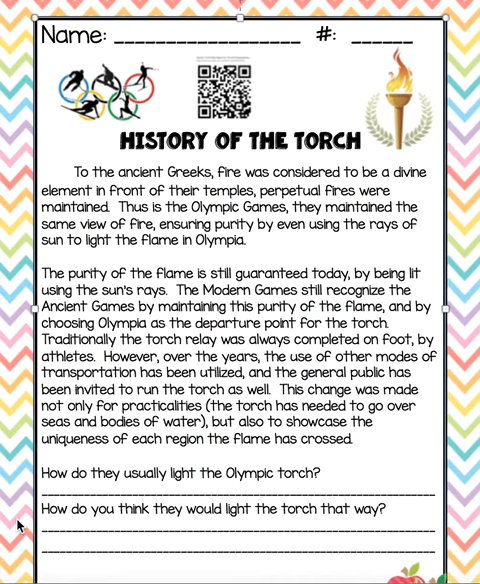 Name: ____________________ #: ______
HISTORY OF THE TORCH
To the ancient Greeks, fire was considered to be a divine
element in front of their temples, perpetual fires were
maintained. Thus is the Olympic Games, they maintained the
same view of fire, ensuring purity by even using the rays of
sun to light the flame in Olympia.
The purity of the flame is still guaranteed today, by being lit
using the sun's rays. The Modern Games still recognize the
Ancient Games by maintaining this purity of the flame, and by
choosing Olympia as the departure point for the torch.
Traditionally the torch relay was always completed on foot, by
athletes. However, over the years, the use of other modes of
transportation has been utilized, and the general public has
been invited to run the torch as well. This change was made
not only for practicalities (the torch has needed to go over
seas and bodies of water), but also to showcase the
uniqueness of each region the flame has crossed.
How do they usually light the Olympic torch?
How do you think they would light the torch that way?